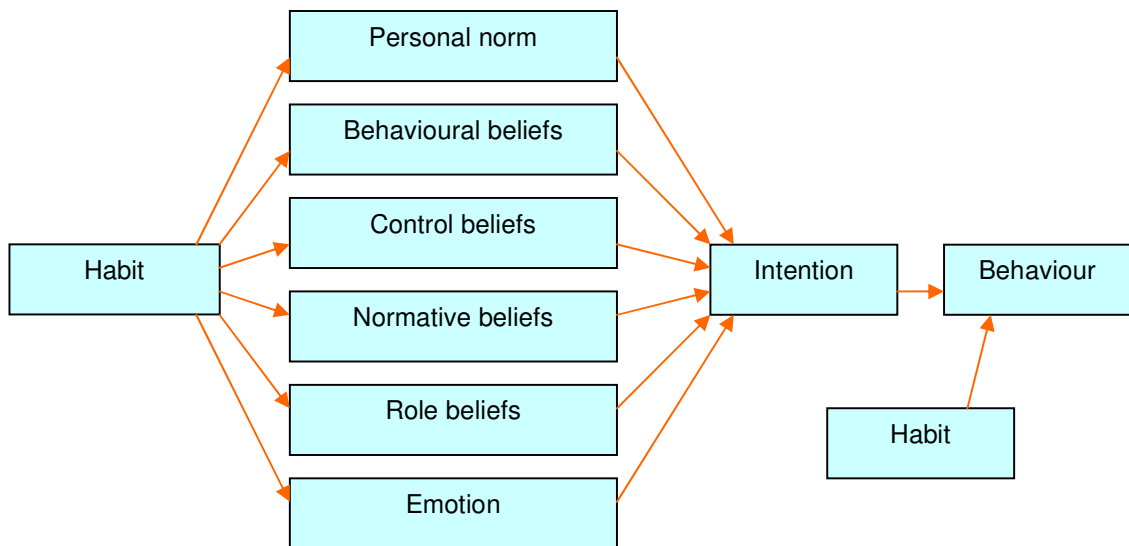 Personal norm
Behavioural beliefs
Control beliefs
Habit
Intention
Behaviour
Normative beliefs
Role beliefs
Habit
Emotion